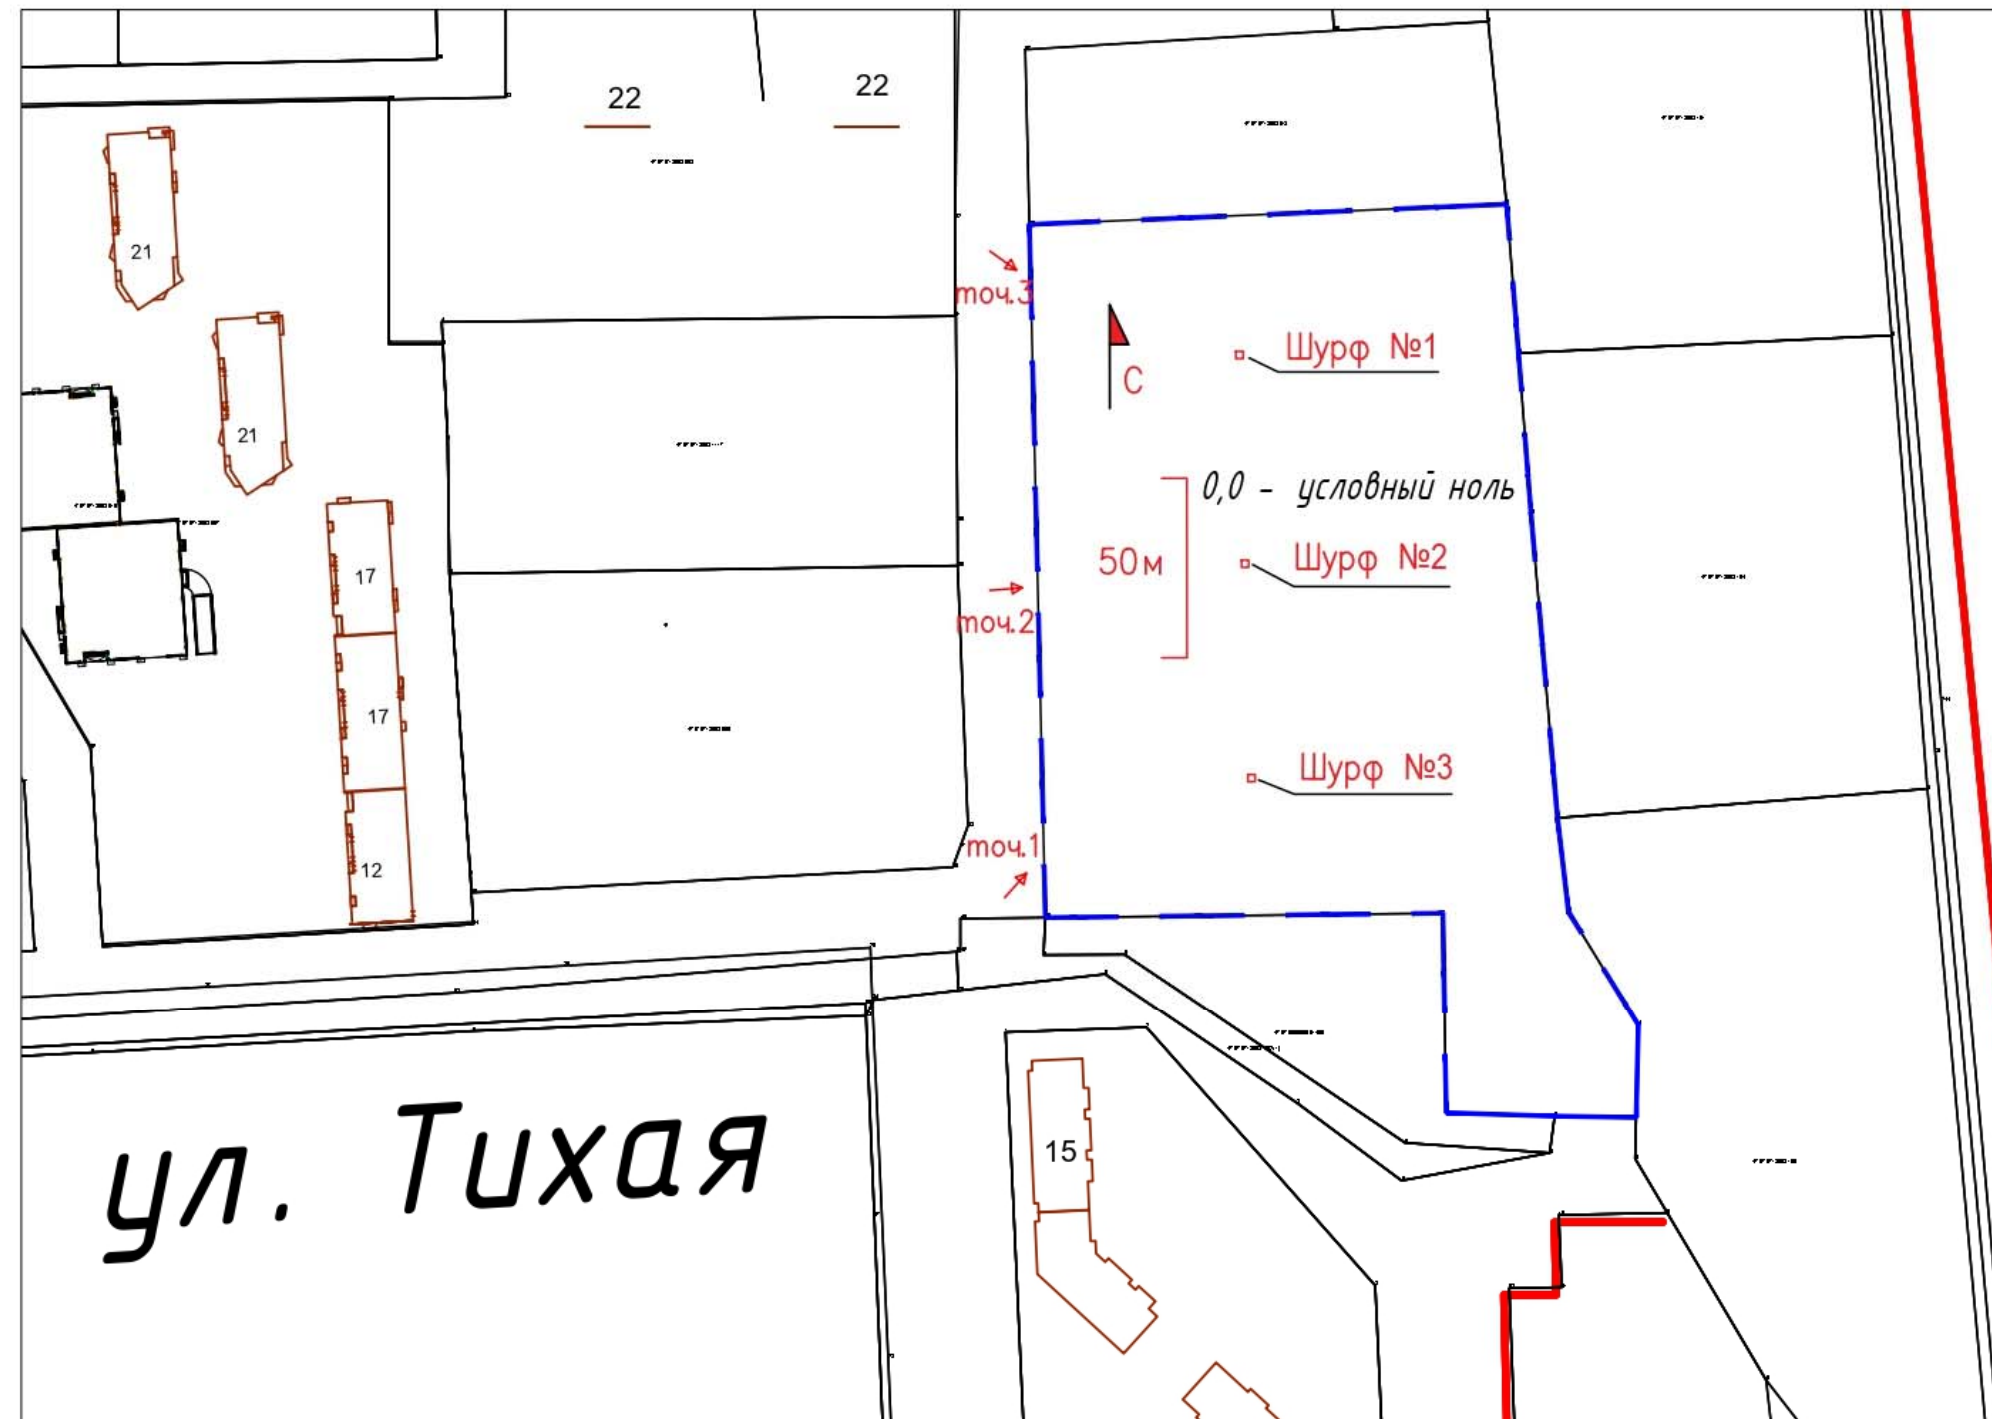 22
22
21
точ.3
Шурф №1
С
21
0,0 - условный ноль
50м
Шурф №2
17
точ.2
17
Шурф №3
точ.1
12
ул. Тихая
15